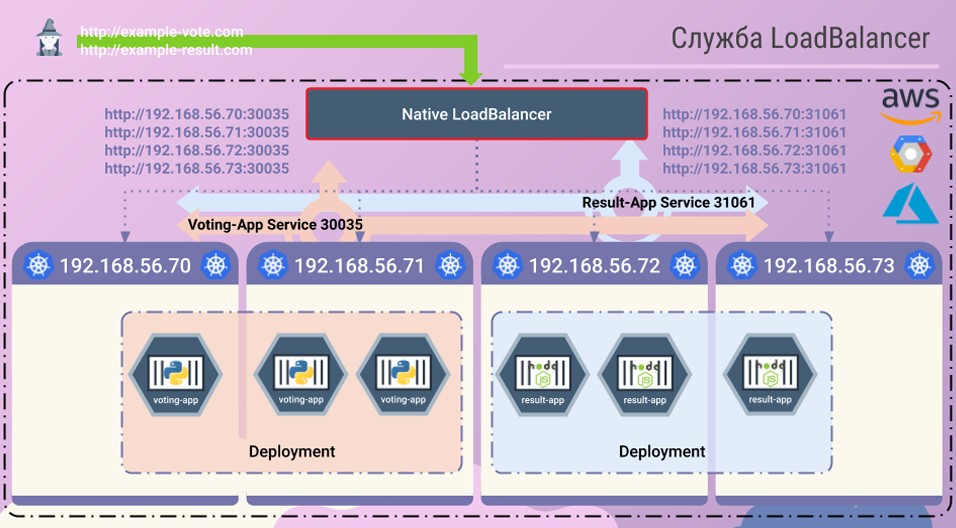 http://example-vote.com
http://example-result.com
Служба LoadBalancer
aws
Native LoadBalancer
http://192.168.56.70:30035
http://192.168.56.71:30035
http://192.168.56.72:30035
http://192.168.56.73:30035
http://192.168.56.70:31061
http://192.168.56.71:31061
http://192.168.56.72:31061
http://192.168.56.73:31061
Result-App Service 31061
Voting-App Service 30035
192.168.56.70
192.168.56.71
192.168.56.72
192.168.56.73
voting-app
voting-app
voting-app
node
JS
result-app
node
JS
result-app
node
JS
result-app
Deployment
Deployment